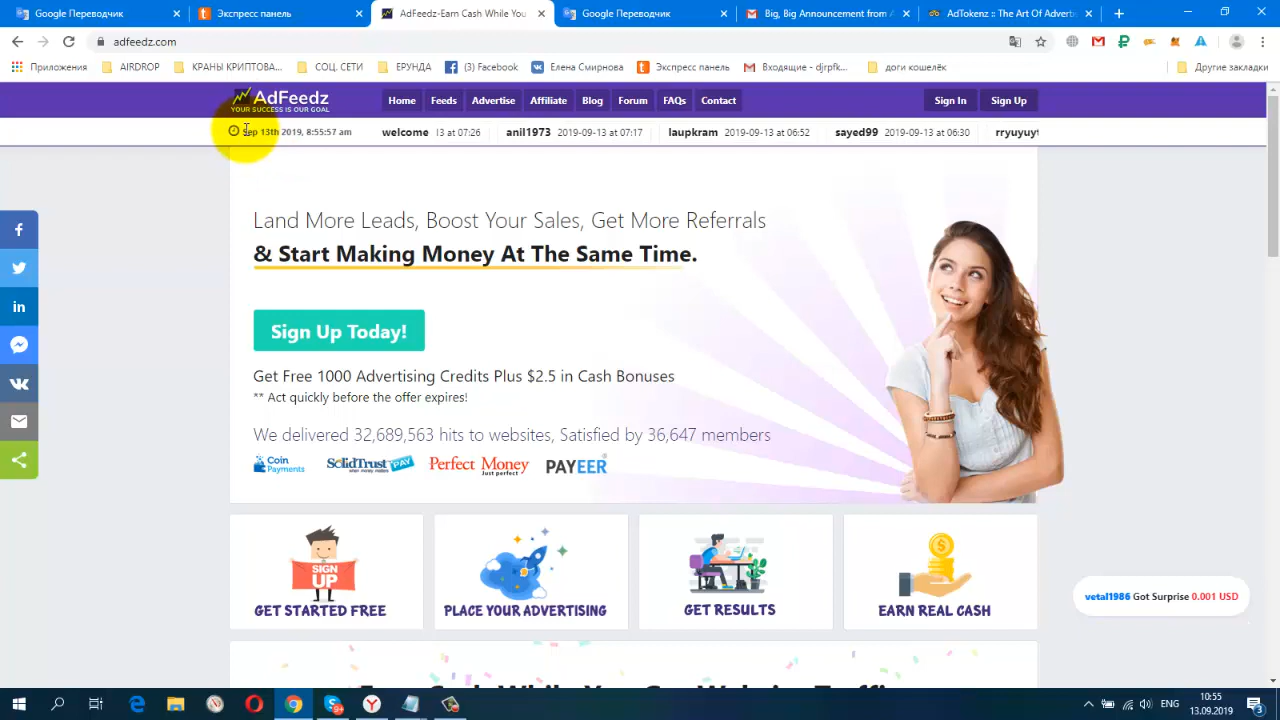 Google Переводчик
Экспресс панель
AdFeedz-Earn Cash While You
Google Переводчик
Big, Big Announcement from A
AdTokenz :: The Art Of Adverti
adfeedz.com
Приложения
AIRDROP
КРАНЫ КРИПТОВА...
СОЦ. СЕТИ
ЕРУНДА
(3) Facebook
Елена Смирнова
Экспресс панель
Входящие - djrpfk...
доги кошелёк
Другие закладки
AdFeedz
YOUR SUCCESS IS OUR GOAL
Home Feeds Advertise Affiliate Blog Forum FAQs Contact
Sign In Sign Up
Sep 13th 2019, 8:55:57 am
welcome 13 at 07:26 anil1973 2019-09-13 at 07:17 laupkram 2019-09-13 at 06:52 sayed99 2019-09-13 at 06:30 rryuyuyt
Land More Leads, Boost Your Sales, Get More Referrals
& Start Making Money At The Same Time.
Sign Up Today!
Get Free 1000 Advertising Credits Plus $2.5 in Cash Bonuses
** Act quickly before the offer expires!
We delivered 32,689,563 hits to websites, Satisfied by 36,647 members
Coin Payments
SolidTrust PAY
Perfect Money
Just perfect
PAYEER
SIGN UP
GET STARTED FREE
PLACE YOUR ADVERTISING
GET RESULTS
EARN REAL CASH
vetal1986 Got Surprise 0.001 USD
ENG
10:55
13.09.2019